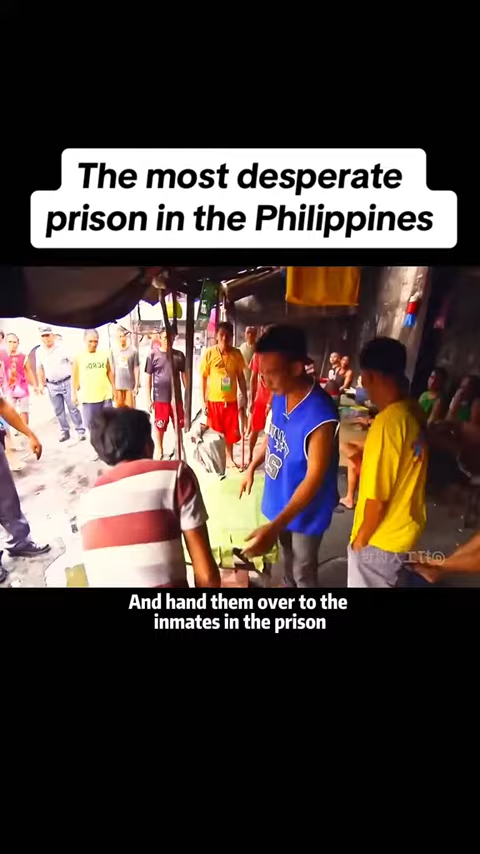 The most desperate
prison in the Philippines
And hand them over to the
inmates in the prison